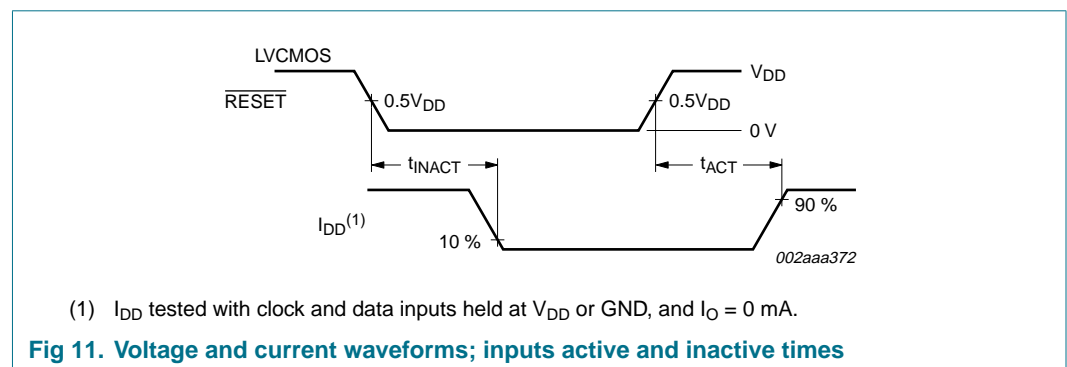 LVCMOS
RESET
0.5VDD
0.5VDD
VDD
0 V
tINACT
tACT
IDD(1)
10 %
90 %
002aaa372
(1) IDD tested with clock and data inputs held at VDD or GND, and IO = 0 mA.
Fig 11. Voltage and current waveforms; inputs active and inactive times